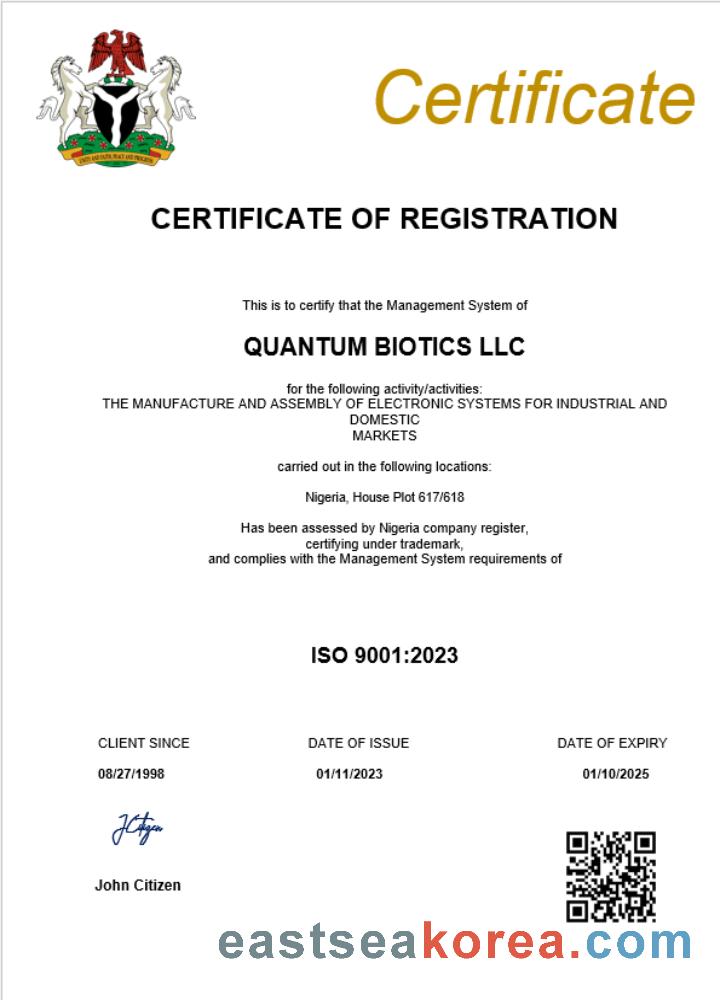 Certificate
UNITY AND FAITH, PEACE AND PROGRESS
CERTIFICATE OF REGISTRATION
This is to certify that the Management System of
QUANTUM BIOTICS LLC
for the following activity/activities:
THE MANUFACTURE AND ASSEMBLY OF ELECTRONIC SYSTEMS FOR INDUSTRIAL AND
DOMESTIC
MARKETS
carried out in the following locations:
Nigeria, House Plot 617/618
Has been assessed by Nigeria company register,
certifying under trademark,
and complies with the Management System requirements of
ISO 9001:2023
CLIENT SINCE DATE OF ISSUE DATE OF EXPIRY
08/27/1998 01/11/2023 01/10/2025
JCitizen
John Citizen
eastseakorea.com